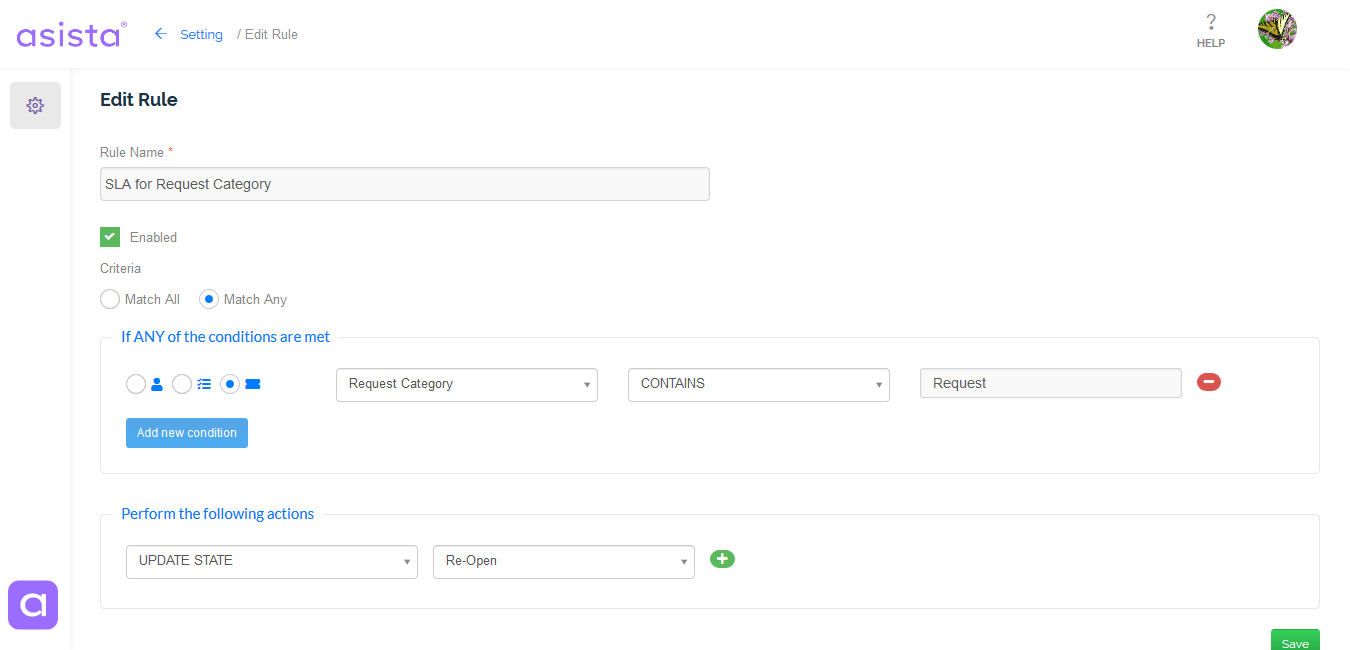 asista® ← Setting / Edit Rule
? HELP
Edit Rule
Rule Name *
SLA for Request Category
Enabled
Criteria
Match All Match Any
If ANY of the conditions are met
Request Category CONTAINS Request
Add new condition
Perform the following actions
UPDATE STATE Re-Open
a
Save